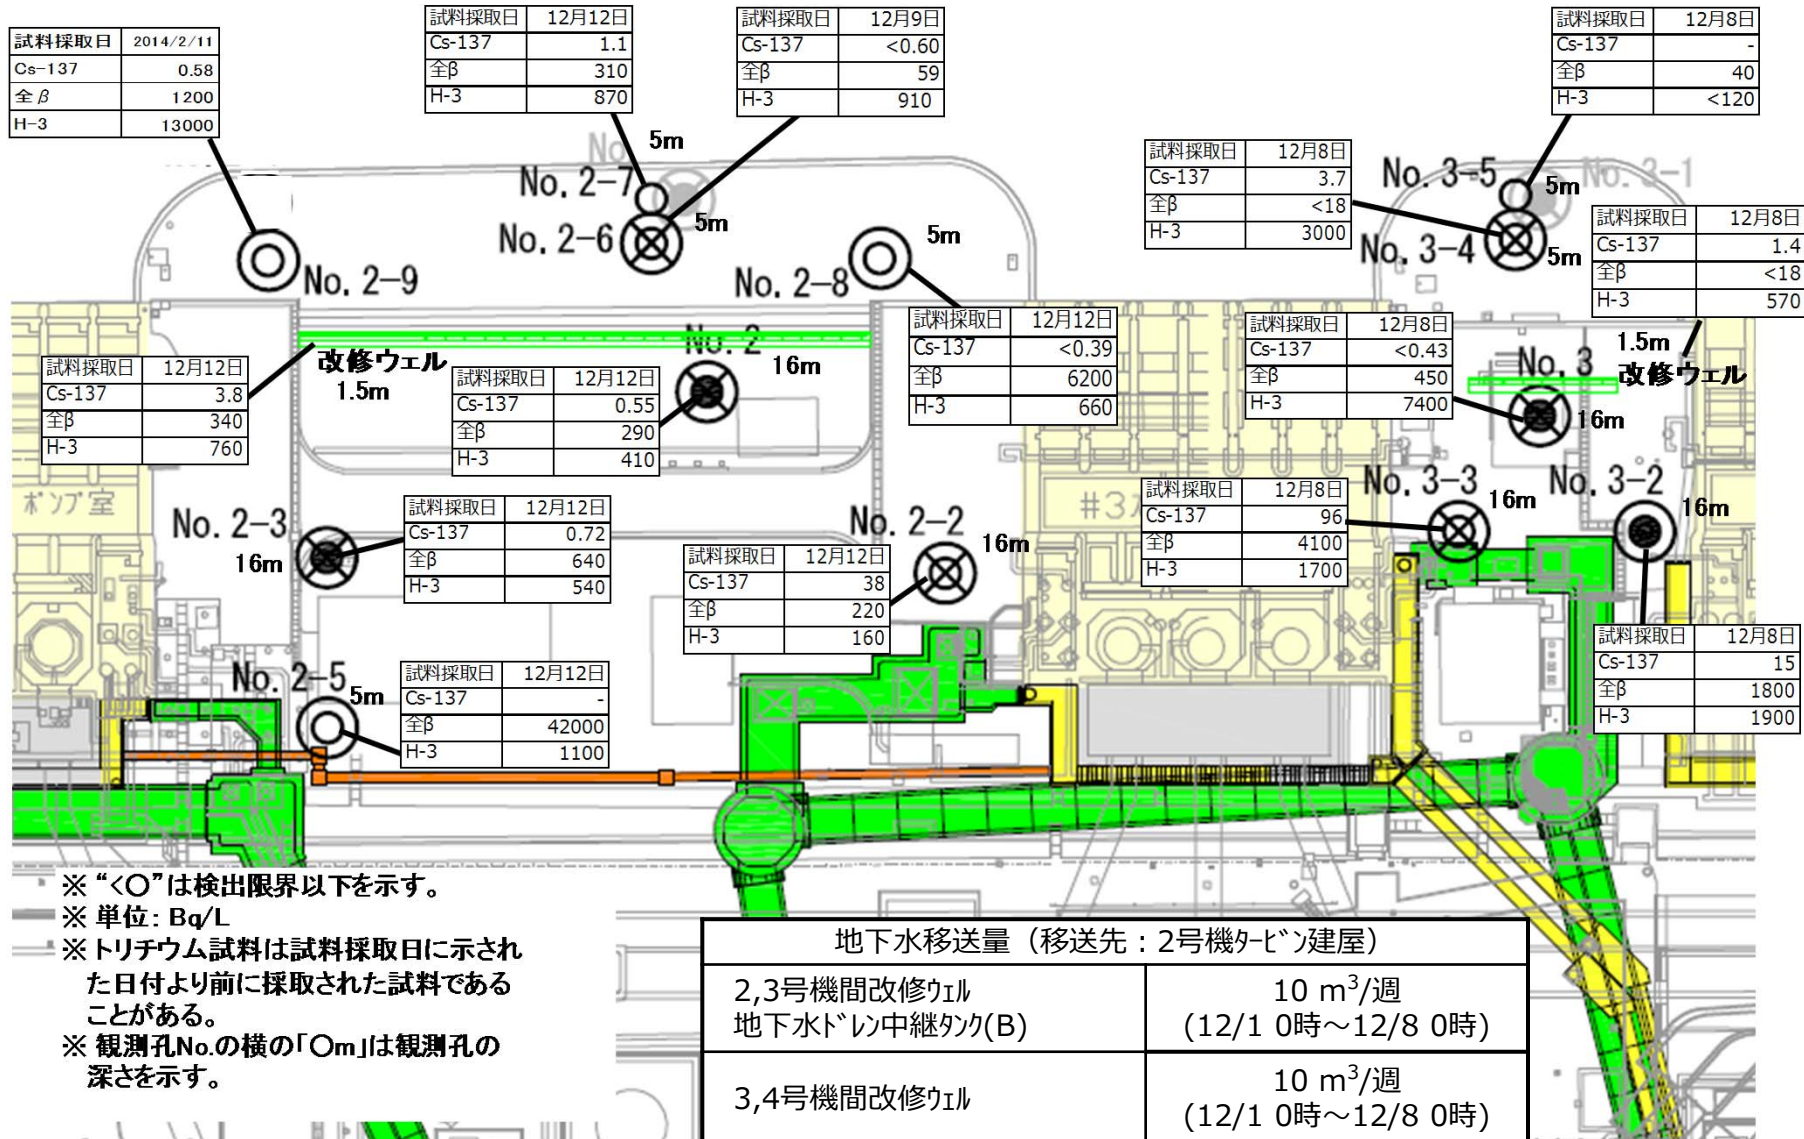 試料採取日 2014/2/11
Cs-137 0.58
全β 1200
H-3 13000
試料採取日 12月12日
Cs-137 1.1
全β 310
H-3 870
試料採取日 12月9日
Cs-137 <0.60
全β 59
H-3 910
試料採取日 12月8日
Cs-137 -
全β 40
H-3 <120
試料採取日 12月8日
Cs-137 3.7
全β <18
H-3 3000
試料採取日 12月8日
Cs-137 1.4
全β <18
H-3 570
No
5m
No. 2-7
No. 2-6
5m
No. 2-9
No. 2-8
5m
No. 3-5
5m
No. 3-1
No. 3-4
5m
改修ウェル
1.5m
No. 2
16m
試料採取日 12月12日
Cs-137 3.8
全β 340
H-3 760
試料採取日 12月12日
Cs-137 0.55
全β 290
H-3 410
試料採取日 12月12日
Cs-137 <0.39
全β 6200
H-3 660
試料採取日 12月8日
Cs-137 <0.43
全β 450
H-3 7400
No. 3
1.5m
改修ウェル
16m
ポンプ室
No. 2-3
16m
試料採取日 12月12日
Cs-137 0.72
全β 640
H-3 540
No. 2-2
16m
試料採取日 12月12日
Cs-137 38
全β 220
H-3 160
#3
試料採取日 12月8日
Cs-137 96
全β 4100
H-3 1700
No. 3-3
16m
No. 3-2
16m
試料採取日 12月8日
Cs-137 15
全β 1800
H-3 1900
No. 2-5
5m
試料採取日 12月12日
Cs-137 -
全β 42000
H-3 1100
※ “<○”は検出限界以下を示す。
※ 単位: Bq/L
※ トリチウム試料は試料採取日に示され
た日付より前に採取された試料である
ことがある。
※ 観測孔No.の横の「○m」は観測孔の
深さを示す。
地下水移送量（移送先：2号機ﾀｰﾋﾞﾝ建屋）
2,3号機間改修ｳｪﾙ
地下水ﾄﾞﾚﾝ中継ﾀﾝｸ(B)
10 m³/週
(12/1 0時～12/8 0時)
3,4号機間改修ｳｪﾙ
10 m³/週
(12/1 0時～12/8 0時)